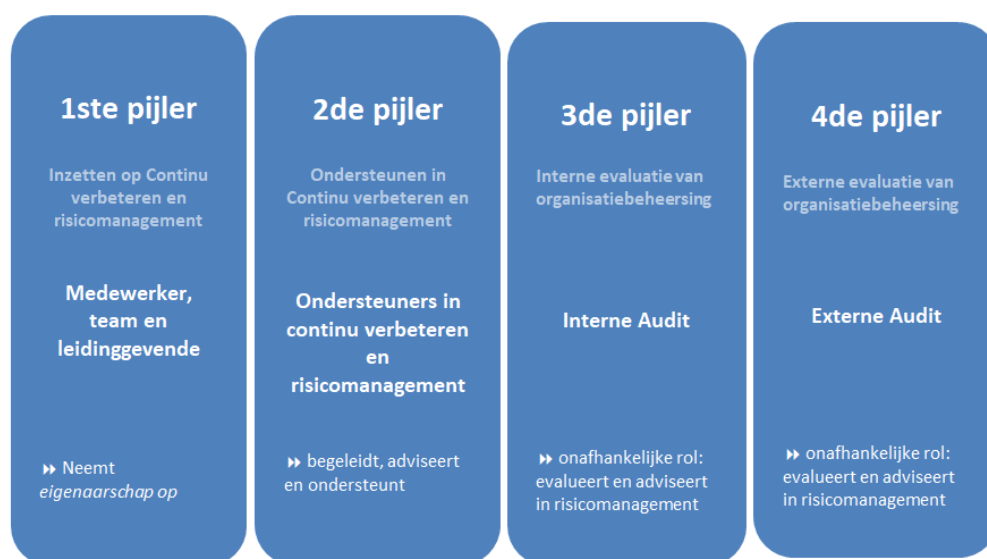 1ste pijler
Inzetten op Continu
verbeteren en
risicomanagement
Medewerker,
team en
leidinggevende
▸▸ Neemt
eigenaarschap op
2de pijler
Ondersteunen in
Continu verbeteren en
risicomanagement
Ondersteuners in
continu verbeteren
en
risicomanagement
▸▸ begeleidt, adviseert
en ondersteunt
3de pijler
Interne evaluatie van
organisatiebeheersing
Interne Audit
▸▸ onafhankelijke rol:
evalueert en adviseert
in risicomanagement
4de pijler
Externe evaluatie van
organisatiebeheersing
Externe Audit
▸▸ onafhankelijke rol:
evalueert en adviseert
in risicomanagement